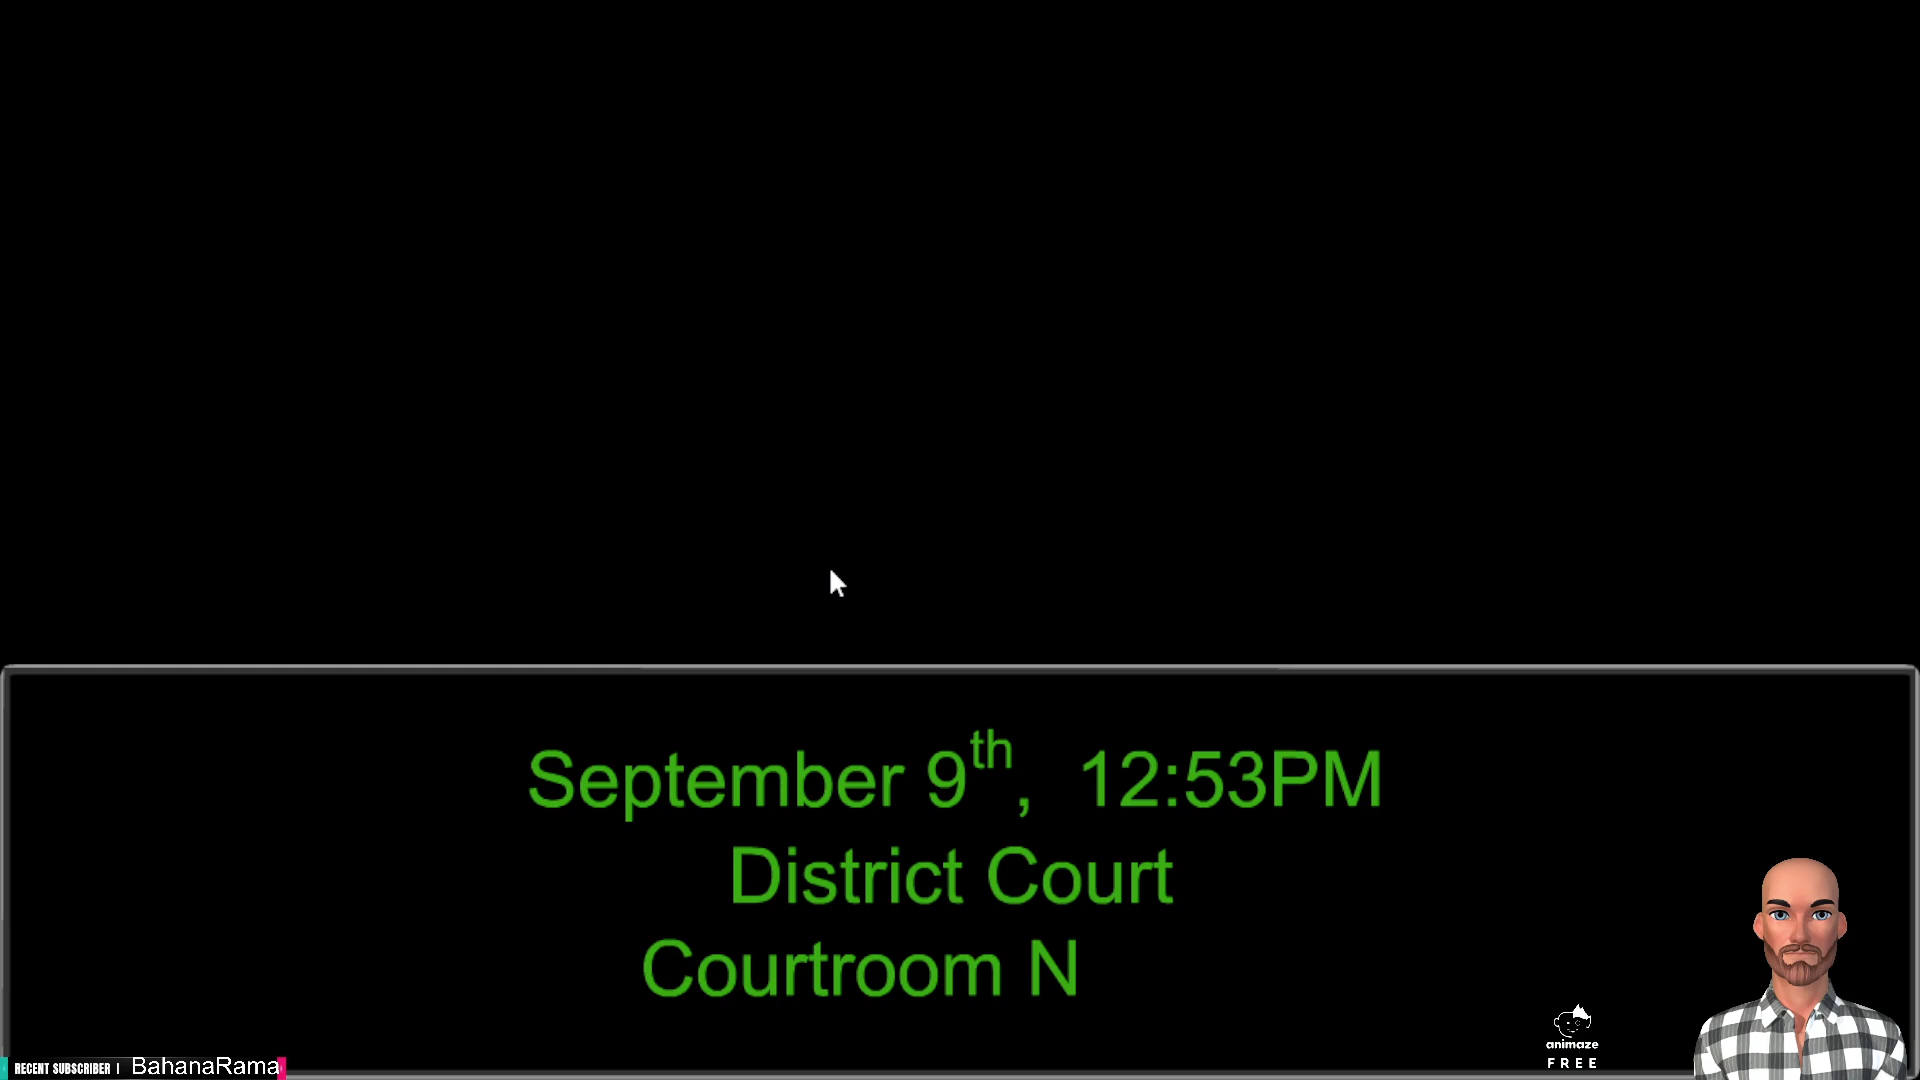 September 9th, 12:53PM
District Court
Courtroom N
animaze
FREE
RECENT SUBSCRIBER | BahanaRama